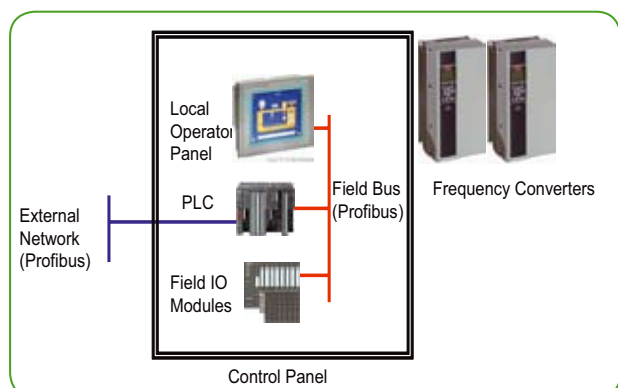 Local
Operator
Panel
PLC
External
Network
(Profibus)
Field IO
Modules
Field Bus
(Profibus)
Frequency Converters
Control Panel